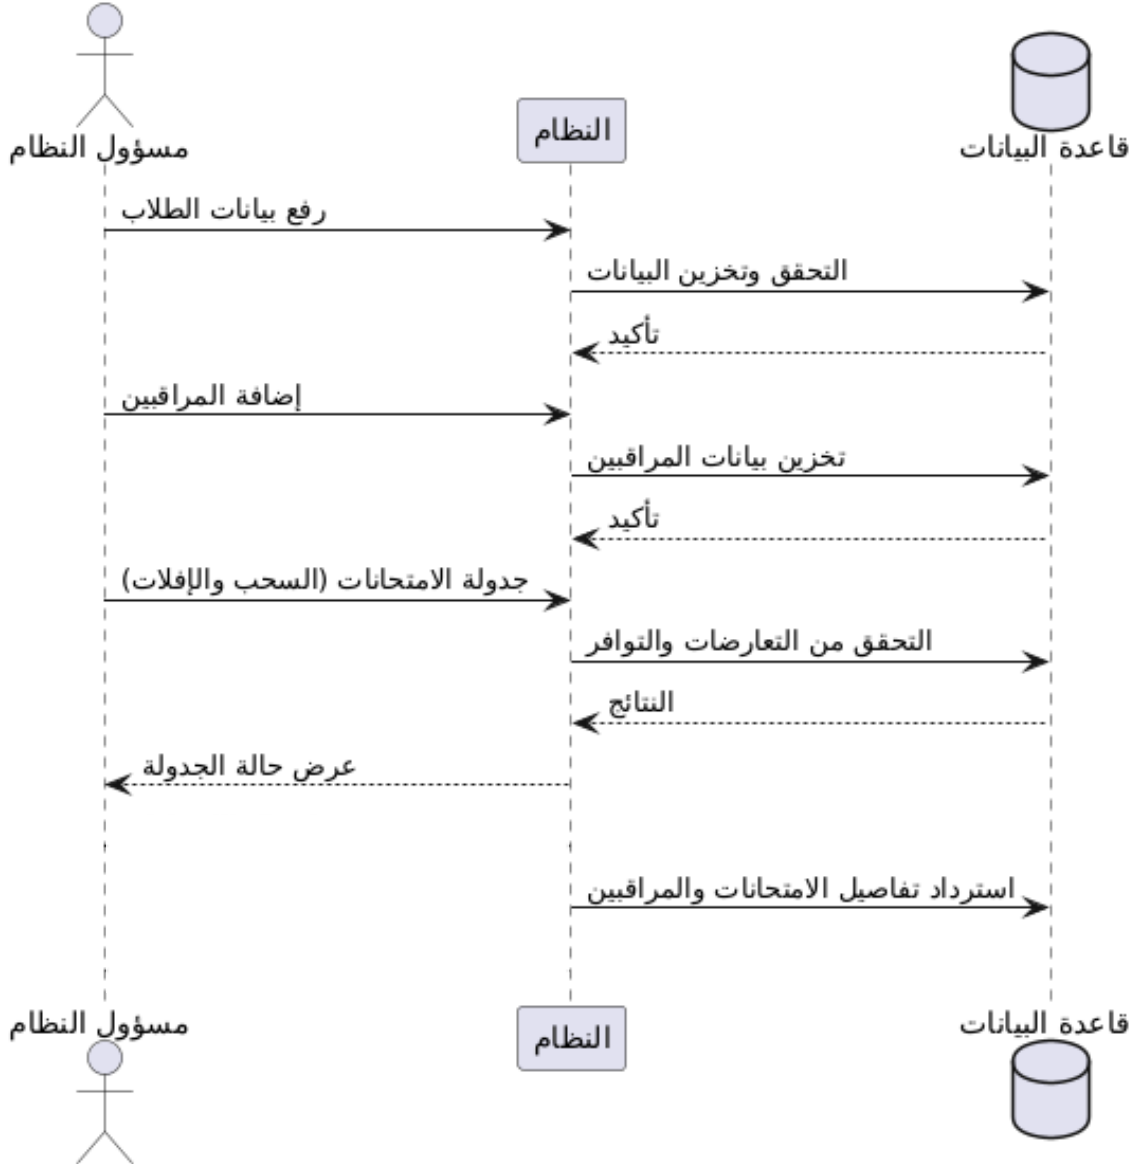 مسؤول النظام
النظام
قاعدة البيانات
رفع بيانات الطلاب
التحقق وتخزين البيانات
تأكيد
إضافة المراقبين
تخزين بيانات المراقبين
تأكيد
جدولة الامتحانات (السحب والإفلات)
التحقق من التعارضات والتوافر
النتائج
عرض حالة الجدولة
استرداد تفاصيل الامتحانات والمراقبين
مسؤول النظام
النظام
قاعدة البيانات